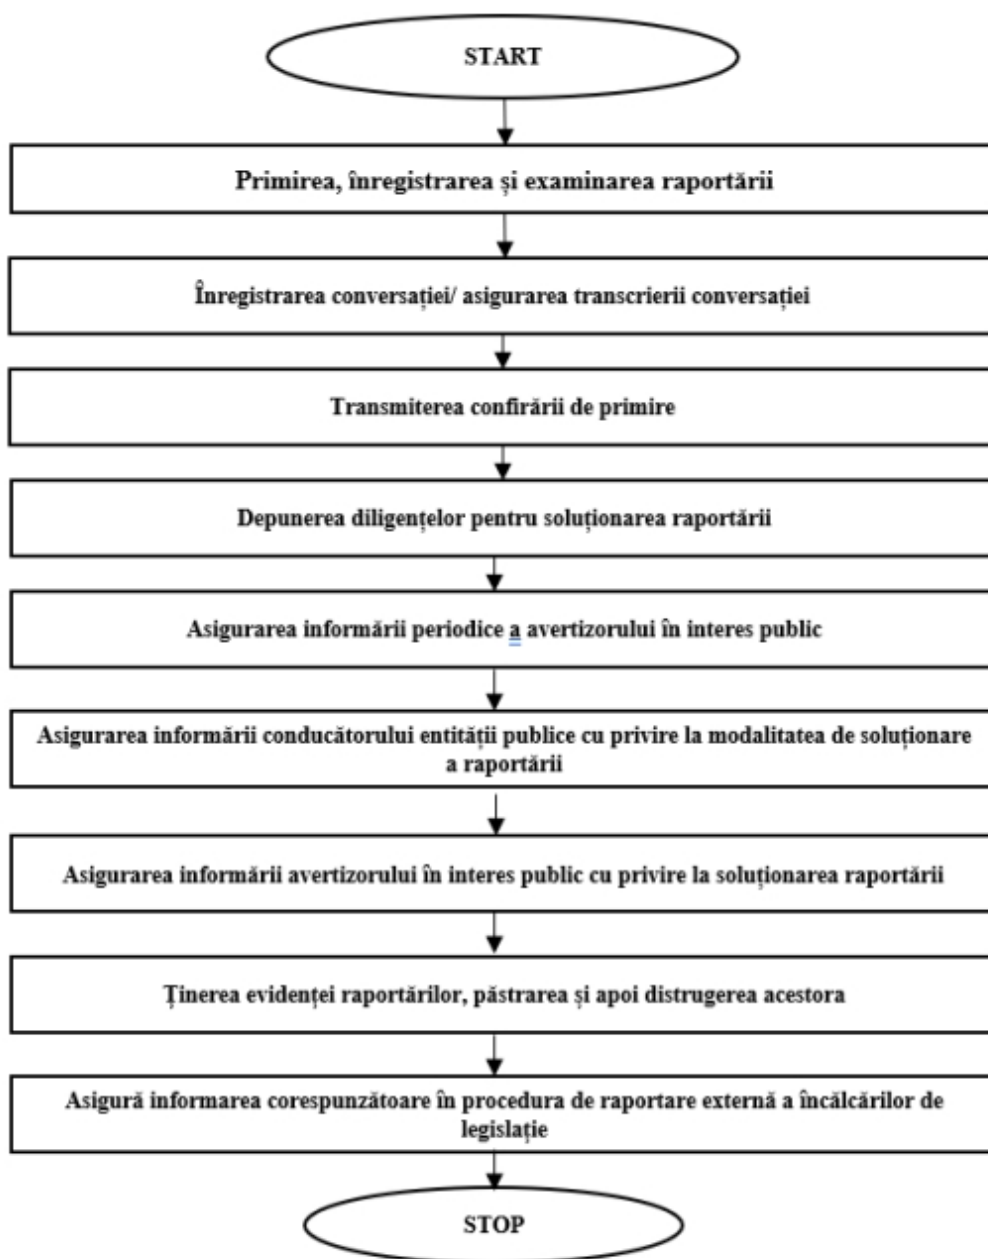 START
Primirea, înregistrarea și examinarea raportării
Înregistrarea conversației/ asigurarea transcrierii conversației
Transmiterea confirării de primire
Depunerea diligențelor pentru soluționarea raportării
Asigurarea informării periodice a avertizorului în interes public
Asigurarea informării conducătorului entității publice cu privire la modalitatea de soluționare
a raportării
Asigurarea informării avertizorului în interes public cu privire la soluționarea raportării
Ținerea evidenței raportărilor, păstrarea și apoi distrugerea acestora
Asigură informarea corespunzătoare în procedura de raportare externă a încălcărilor de
legislație
STOP